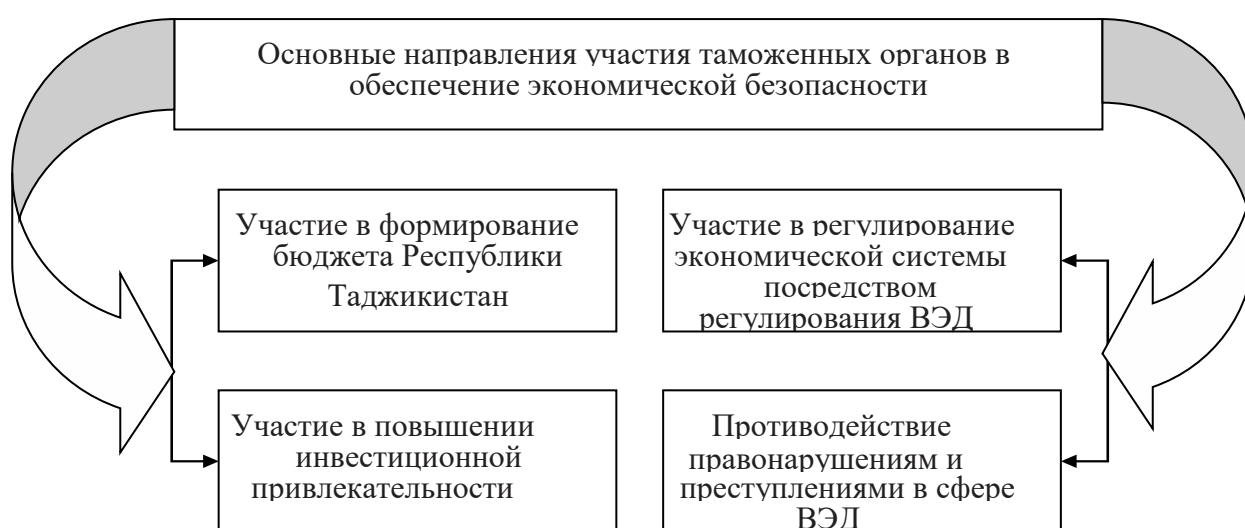 Основные направления участия таможенных органов в
обеспечение экономической безопасности
Участие в формирование
бюджета Республики
Таджикистан
Участие в регулирование
экономической системы
посредством
регулирования ВЭД
Участие в повышении
инвестиционной
привлекательности
Противодействие
правонарушениям и
преступлениями в сфере
ВЭД